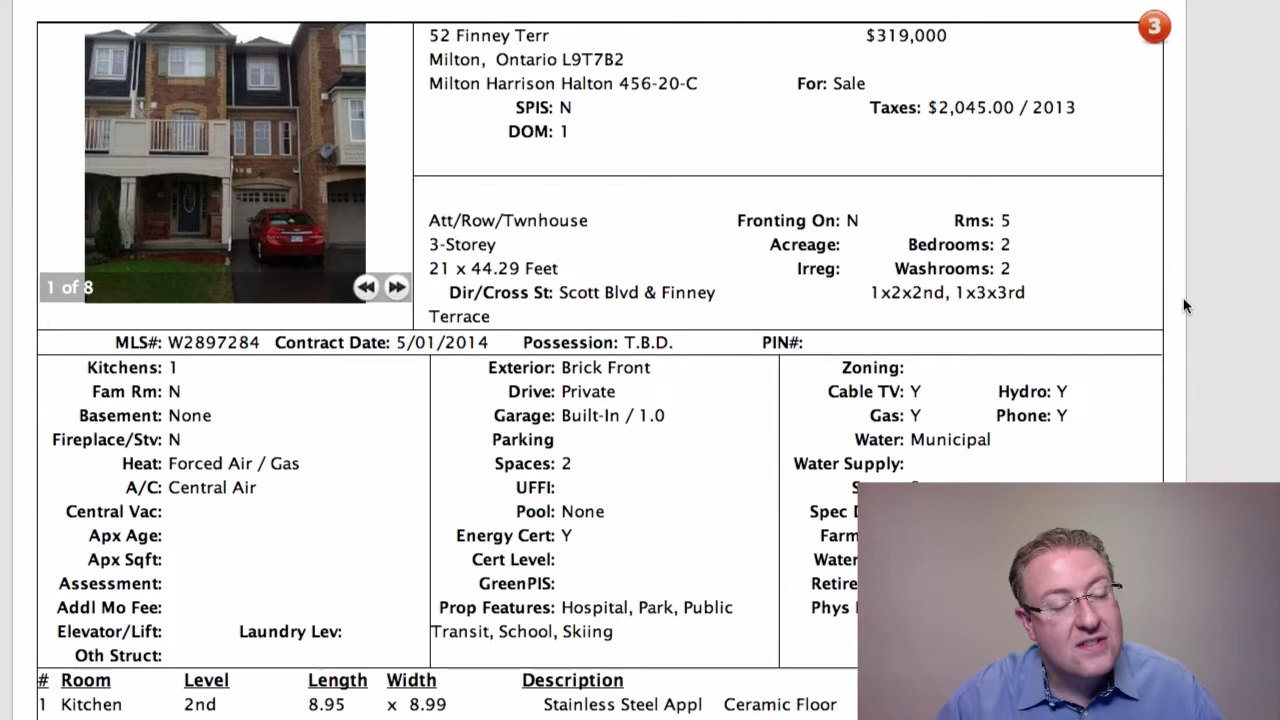 52 Finney Terr $319,000 3
Milton, Ontario L9T7B2
Milton Harrison Halton 456-20-C For: Sale
SPIS: N Taxes: $2,045.00 / 2013
DOM: 1
Att/Row/Twnhouse Fronting On: N Rms: 5
3-Storey Acreage: Bedrooms: 2
21 x 44.29 Feet Irreg: Washrooms: 2
1 of 8
Dir/Cross St: Scott Blvd & Finney 1x2x2nd, 1x3x3rd
Terrace
MLS#: W2897284 Contract Date: 5/01/2014 Possession: T.B.D. PIN#:
Kitchens: 1 Exterior: Brick Front Zoning:
Fam Rm: N Drive: Private Cable TV: Y Hydro: Y
Basement: None Garage: Built-In / 1.0 Gas: Y Phone: Y
Fireplace/Stv: N Parking Water: Municipal
Heat: Forced Air / Gas Spaces: 2 Water Supply:
A/C: Central Air UFFI:
Central Vac: Pool: None Spec
Apx Age: Energy Cert: Y Farm
Apx Sqft: Cert Level: Water
Assessment: GreenPIS: Retire
Addl Mo Fee: Prop Features: Hospital, Park, Public Phys
Elevator/Lift: Laundry Lev: Transit, School, Skiing
Oth Struct:
# Room Level Length Width Description
1 Kitchen 2nd 8.95 x 8.99 Stainless Steel Appl Ceramic Floor